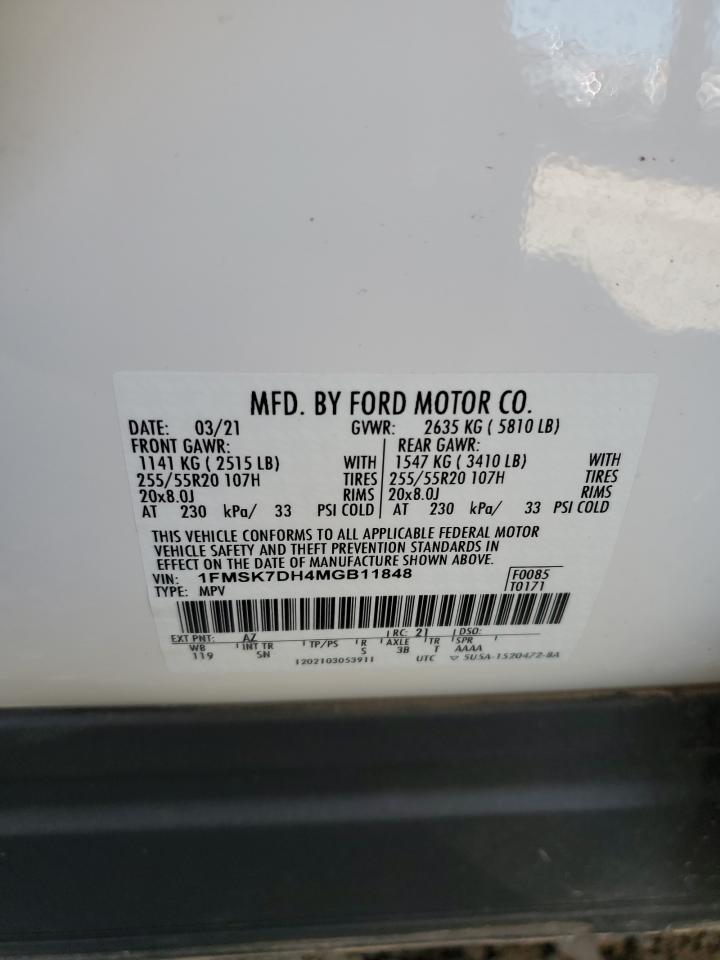 MFD. BY FORD MOTOR CO.
DATE: 03/21 GVWR: 2635 KG ( 5810 LB)
FRONT GAWR: REAR GAWR:
1141 KG ( 2515 LB) WITH 1547 KG ( 3410 LB) WITH
255/55R20 107H TIRES 255/55R20 107H TIRES
20x8.0J RIMS 20x8.0J RIMS
AT 230 kPa/ 33 PSI COLD AT 230 kPa/ 33 PSI COLD
THIS VEHICLE CONFORMS TO ALL APPLICABLE FEDERAL MOTOR
VEHICLE SAFETY AND THEFT PREVENTION STANDARDS IN
EFFECT ON THE DATE OF MANUFACTURE SHOWN ABOVE.
VIN: 1FMSK7DH4MGB11848 F0085
TYPE: MPV T0171
EXT PNT: AZ RC: 21 DSO:
WB INT TR TP/PS R AXLE TR SPR
119 SN S 3B T AAAA
1202103053911 UTC ▽ 5U5A-1520472-BA